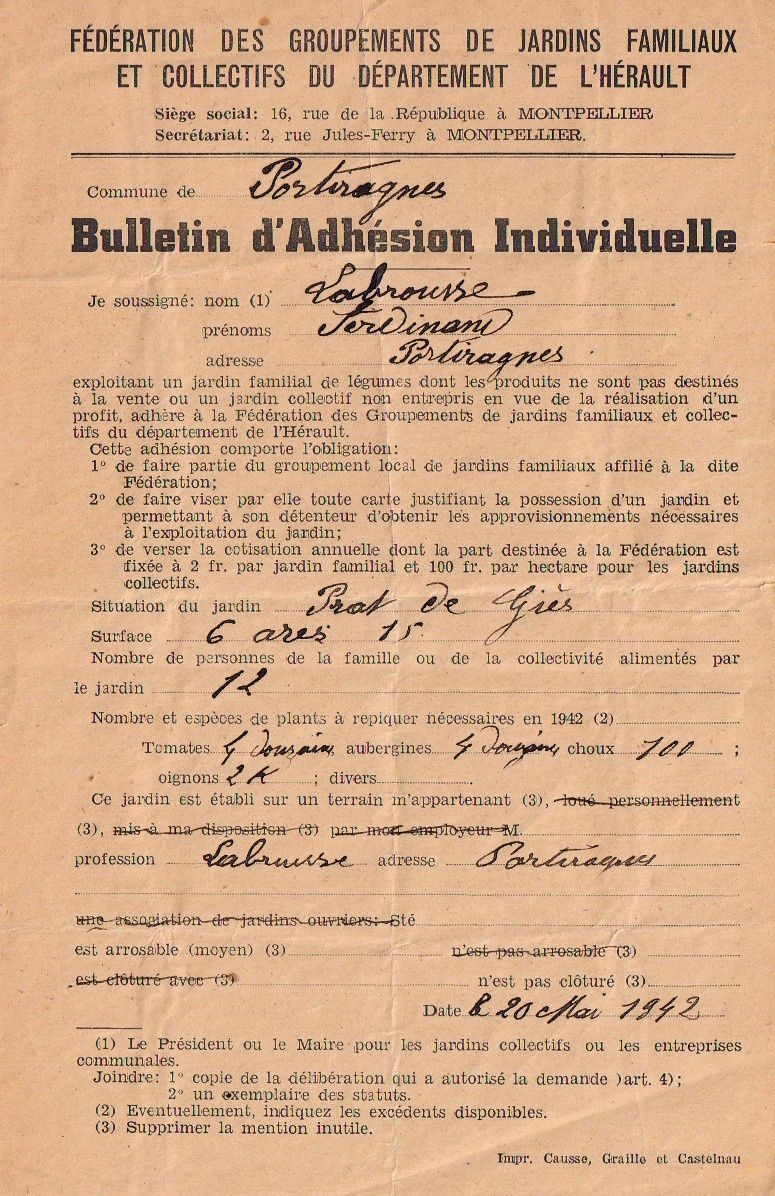 FÉDÉRATION DES GROUPEMENTS DE JARDINS FAMILIAUX
ET COLLECTIFS DU DÉPARTEMENT DE L'HÉRAULT
Siège social: 16, rue de la République à MONTPELLIER
Secrétariat: 2, rue Jules-Ferry à MONTPELLIER.
Commune de Portiragnes
Bulletin d'Adhésion Individuelle
Je soussigné: nom (1) Labrousse
prénoms Ferdinand
adresse Portiragnes
exploitant un jardin familial de légumes dont les produits ne sont pas destinés
à la vente ou un jardin collectif non entrepris en vue de la réalisation d'un
profit, adhère à la Fédération des Groupements de jardins familiaux et collec-
tifs du département de l'Hérault.
Cette adhésion comporte l'obligation:
1º de faire partie du groupement local de jardins familiaux affilié à la dite
Fédération;
2º de faire viser par elle toute carte justifiant la possession d'un jardin et
permettant à son détenteur d'obtenir les approvisionnements nécessaires
à l'exploitation du jardin;
3º de verser la cotisation annuelle dont la part destinée à la Fédération est
fixée à 2 fr. par jardin familial et 100 fr. par hectare pour les jardins
collectifs.
Situation du jardin Prat de Giès
Surface 6 ares 15
Nombre de personnes de la famille ou de la collectivité alimentés par
le jardin 12
Nombre et espèces de plants à repiquer nécessaires en 1942 (2)
Tomates 4 douzain, aubergines 4 douzain choux 100 ;
oignons 2 K ; divers
Ce jardin est établi sur un terrain m'appartenant (3), loué personnellement
(3), mis à ma disposition (3) par mon employeur M.
profession Labrousse adresse Portiragnes
une association de jardins ouvriers: Sté
est arrosable (moyen) (3) n'est pas arrosable (3)
est clôturé avec (3) n'est pas clôturé (3)
Date le 20 Mai 1942
(1) Le Président ou le Maire pour les jardins collectifs ou les entreprises
communales.
Joindre: 1º copie de la délibération qui a autorisé la demande )art. 4);
2º un exemplaire des statuts.
(2) Eventuellement, indiquez les excédents disponibles.
(3) Supprimer la mention inutile.
Impr. Causse, Graille et Castelnau